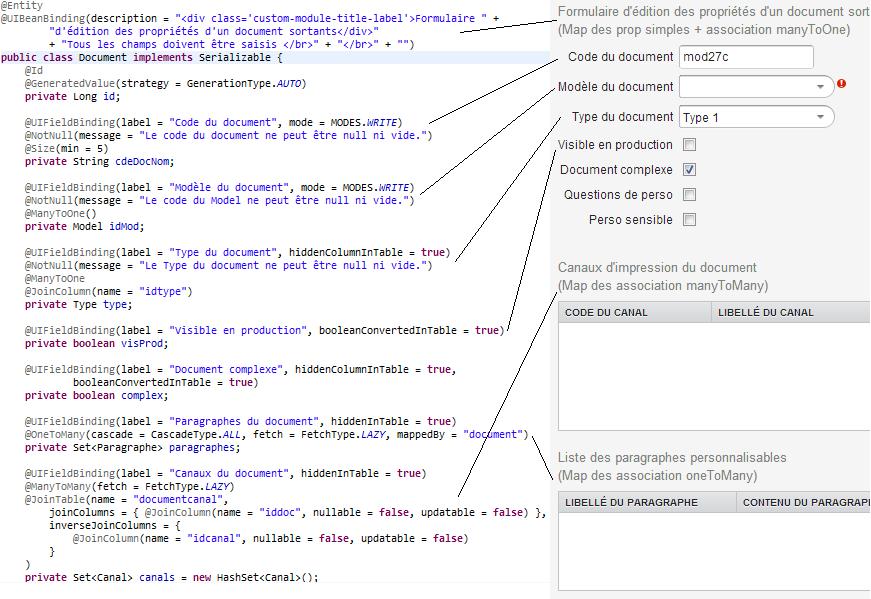 @Entity
@UIBeanBinding(description = "<div class='custom-module-title-label'>Formulaire " +
"d'édition des propriétés d'un document sortants</div>"
+ "Tous les champs doivent être saisis </br>" + "</br>" + "")
public class Document implements Serializable {
@Id
@GeneratedValue(strategy = GenerationType.AUTO)
private Long id;
@UIFieldBinding(label = "Code du document", mode = MODES.WRITE)
@NotNull(message = "Le code du document ne peut être null ni vide.")
@Size(min = 5)
private String cdeDocNom;
@UIFieldBinding(label = "Modèle du document", mode = MODES.WRITE)
@NotNull(message = "Le code du Model ne peut être null ni vide.")
@ManyToOne()
private Model idMod;
@UIFieldBinding(label = "Type du document", hiddenColumnInTable = true)
@NotNull(message = "Le Type du document ne peut être null ni vide.")
@ManyToOne
@JoinColumn(name = "idtype")
private Type type;
@UIFieldBinding(label = "Visible en production", booleanConvertedInTable = true)
private boolean visProd;
@UIFieldBinding(label = "Document complexe", hiddenColumnInTable = true,
booleanConvertedInTable = true)
private boolean complex;
@UIFieldBinding(label = "Paragraphes du document", hiddenInTable = true)
@OneToMany(cascade = CascadeType.ALL, fetch = FetchType.LAZY, mappedBy = "document")
private Set<Paragraphe> paragraphes;
@UIFieldBinding(label = "Canaux du document", hiddenInTable = true)
@ManyToMany(fetch = FetchType.LAZY)
@JoinTable(name = "documentcanal",
joinColumns = { @JoinColumn(name = "iddoc", nullable = false, updatable = false) },
inverseJoinColumns = {
@JoinColumn(name = "idcanal", nullable = false, updatable = false)
}
)
private Set<Canal> canals = new HashSet<Canal>();
Formulaire d'édition des propriétés d'un document sort
(Map des prop simples + association manyToOne)
Code du document mod27c
Modèle du document
Type du document Type 1
Visible en production
Document complexe
Questions de perso
Perso sensible
Canaux d'impression du document
(Map des association manyToMany)
CODE DU CANAL LIBELLÉ DU CANAL
Liste des paragraphes personnalisables
(Map des association oneToMany)
LIBELLÉ DU PARAGRAPHE CONTENU DU PARAGRAP